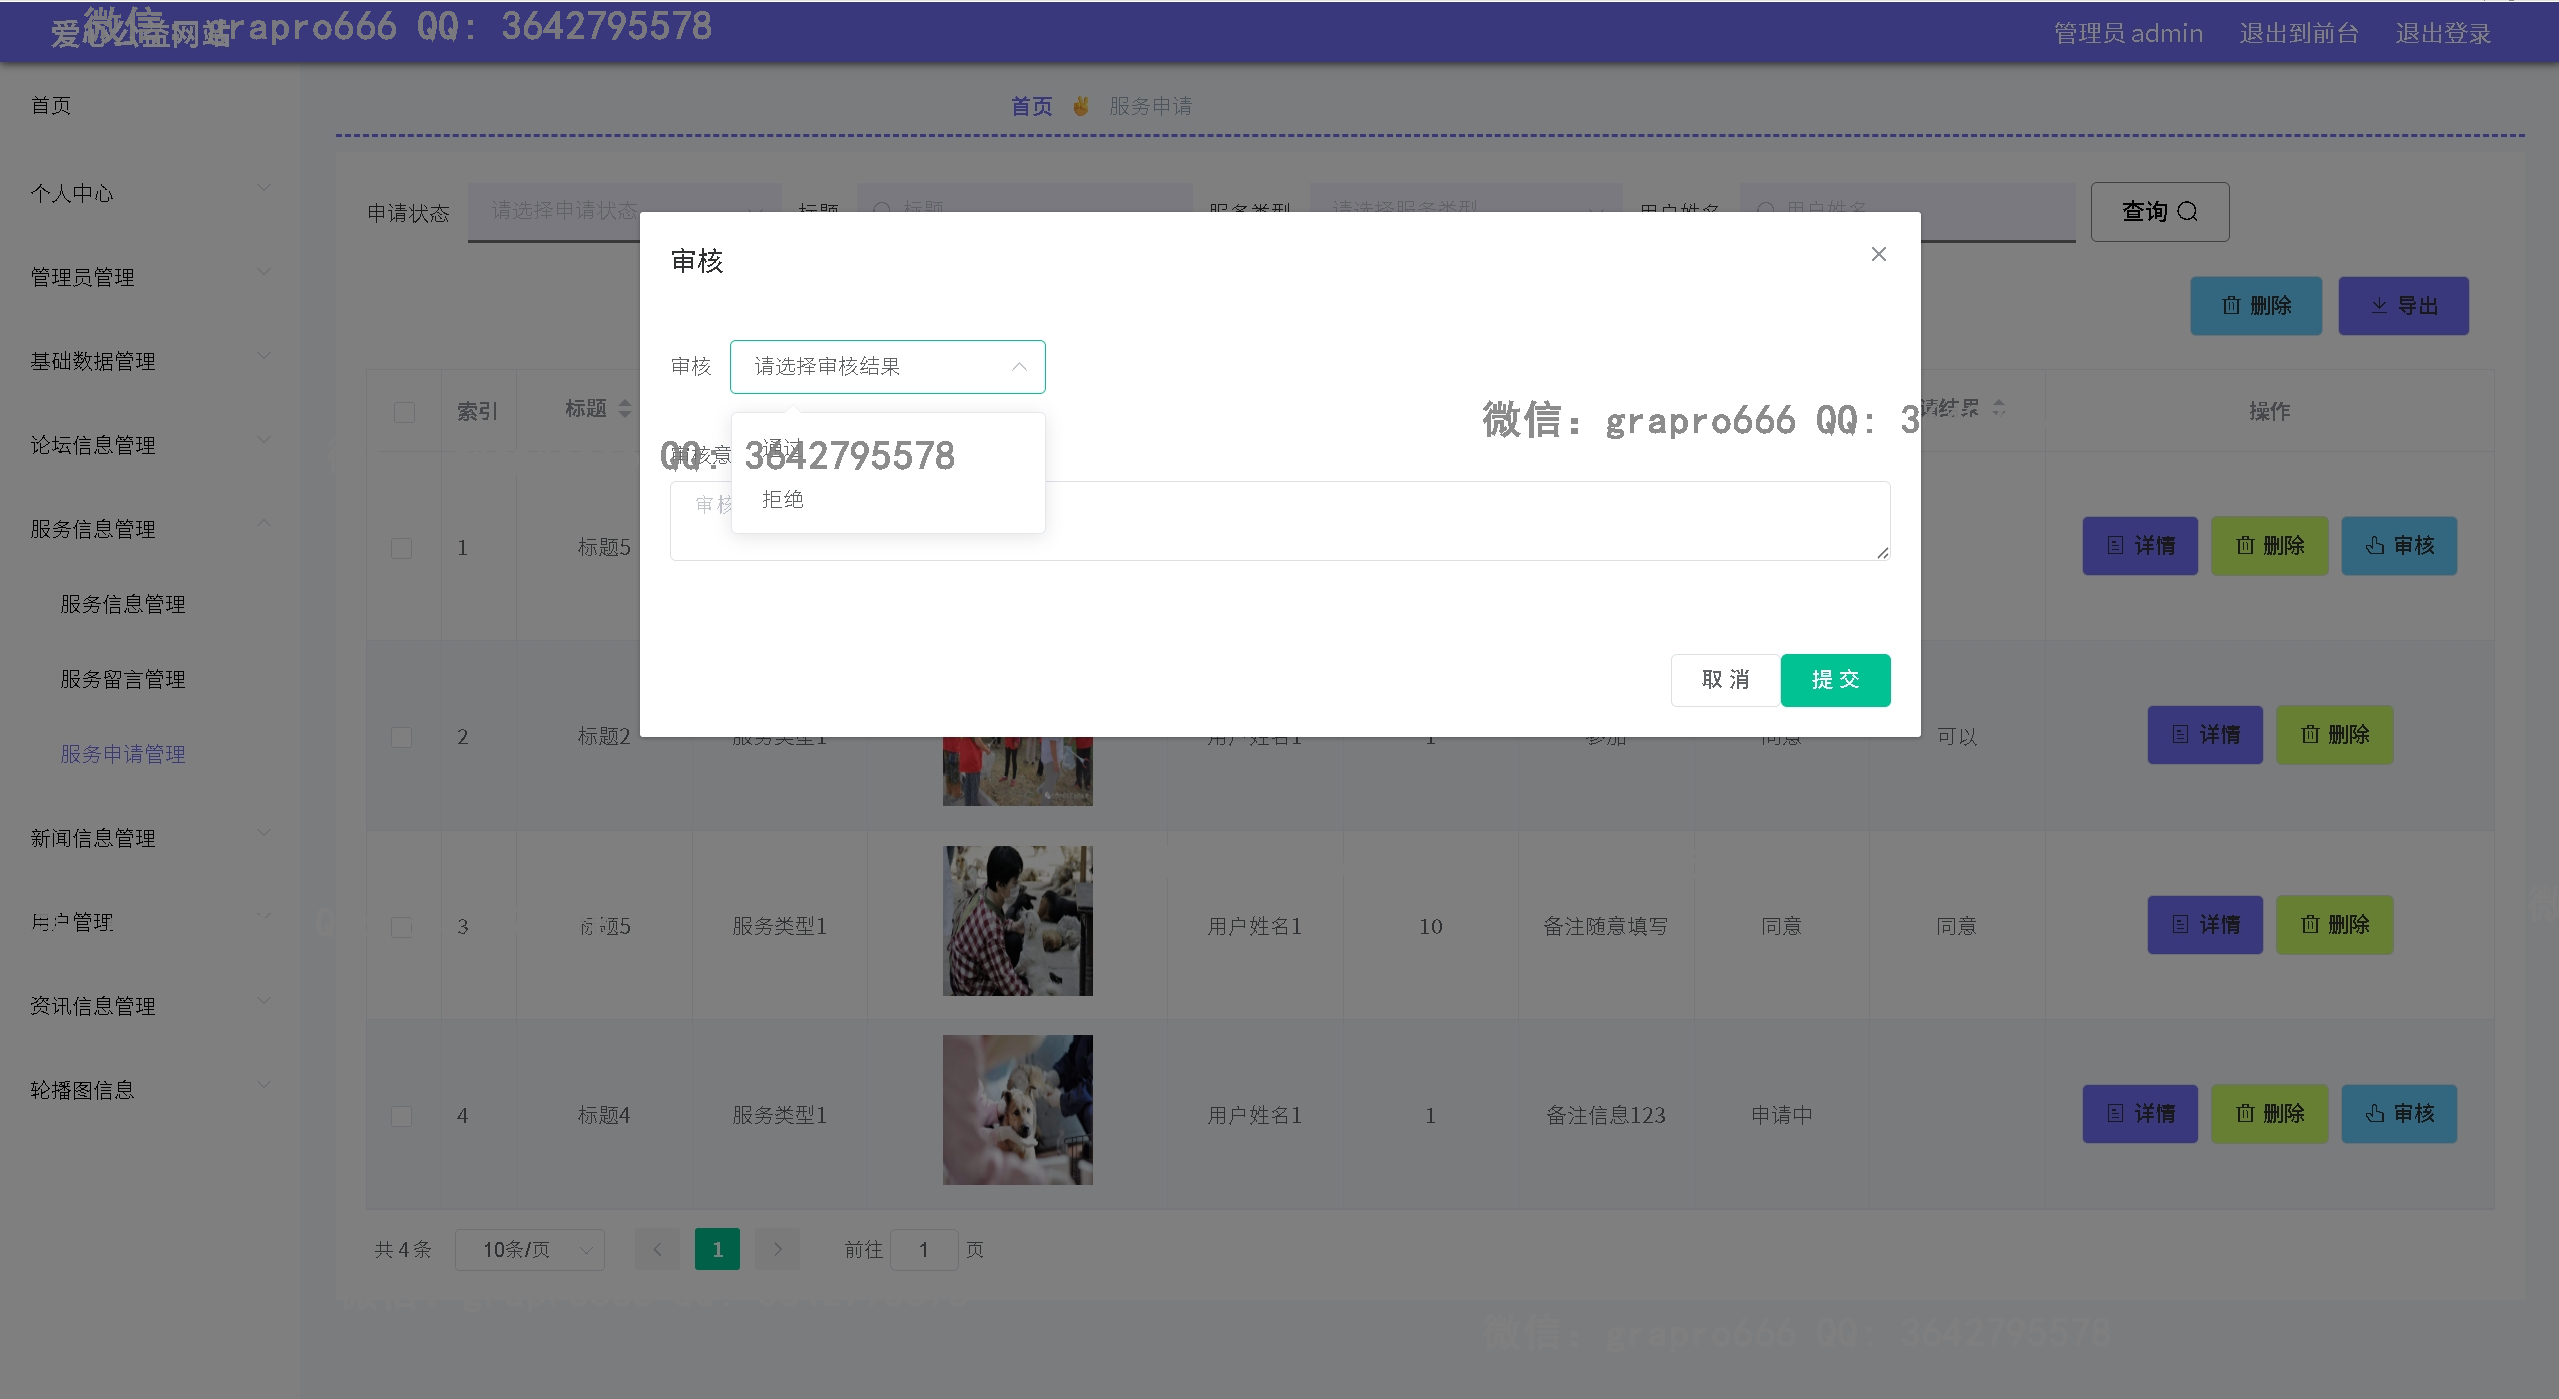 爱心公益网站
微信：grapro666 QQ: 3642795578
管理员 admin 退出到前台 退出登录
首页
个人中心
管理员管理
基础数据管理
论坛信息管理
服务信息管理
服务信息管理
服务留言管理
服务申请管理
新闻信息管理
用户管理
资讯信息管理
轮播图信息
首页 服务申请
申请状态 请选择申请状态 标题 标题 服务类型 请选择服务类型 用户姓名 用户姓名 查询
删除 导出
审核
审核 请选择审核结果
通过
拒绝
QQ: 3642795578
微信：grapro666 QQ: 3
取 消 提 交
索引 标题 操作
1 标题5 详情 删除 审核
2 标题2 服务类型1 用户姓名1 1 参加 同意 可以 详情 删除
3 标题5 服务类型1 用户姓名1 10 备注随意填写 同意 同意 详情 删除
4 标题4 服务类型1 用户姓名1 1 备注信息123 申请中 详情 删除 审核
共 4 条 10条/页 1 前往 1 页
微信：grapro666 QQ: 3642795578